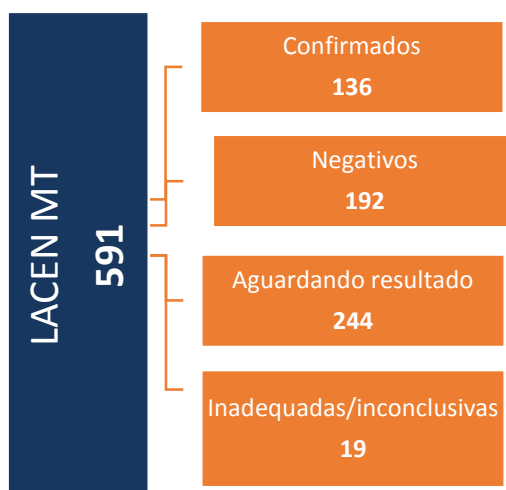 LACEN MT
591
Confirmados
136
Negativos
192
Aguardando resultado
244
Inadequadas/inconclusivas
19